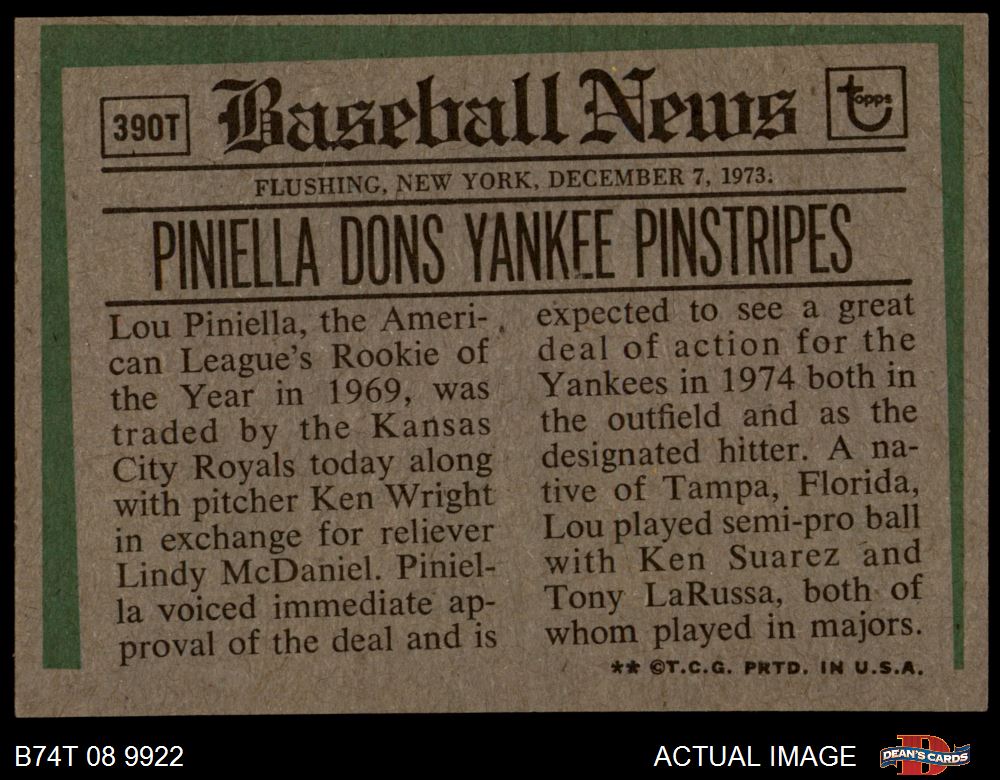 390T
Baseball News
topps
FLUSHING, NEW YORK, DECEMBER 7, 1973:
PINIELLA DONS YANKEE PINSTRIPES
Lou Piniella, the Ameri-
can League's Rookie of
the Year in 1969, was
traded by the Kansas
City Royals today along
with pitcher Ken Wright
in exchange for reliever
Lindy McDaniel. Piniel-
la voiced immediate ap-
proval of the deal and is
expected to see a great
deal of action for the
Yankees in 1974 both in
the outfield and as the
designated hitter. A na-
tive of Tampa, Florida,
Lou played semi-pro ball
with Ken Suarez and
Tony LaRussa, both of
whom played in majors.
** ©T.C.G. PRTD. IN U.S.A.
B74T 08 9922
ACTUAL IMAGE
DEAN'S CARDS